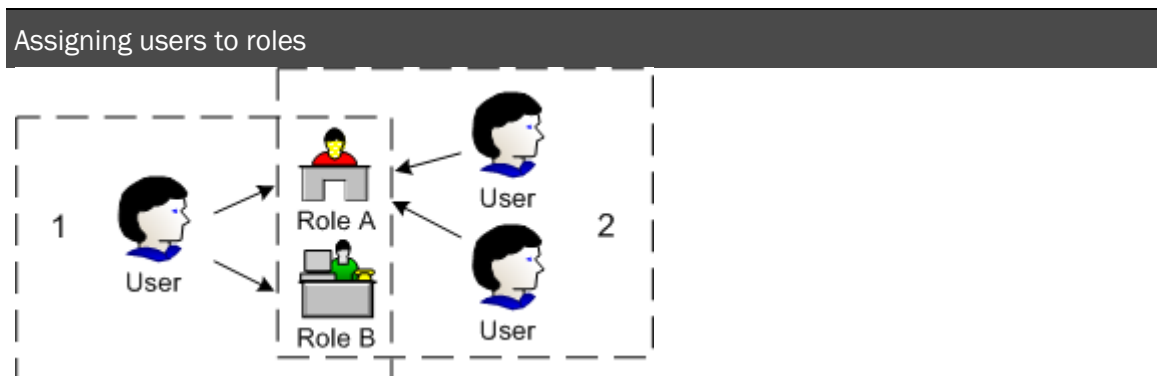 Assigning users to roles
1
User
Role A
Role B
User
User
2